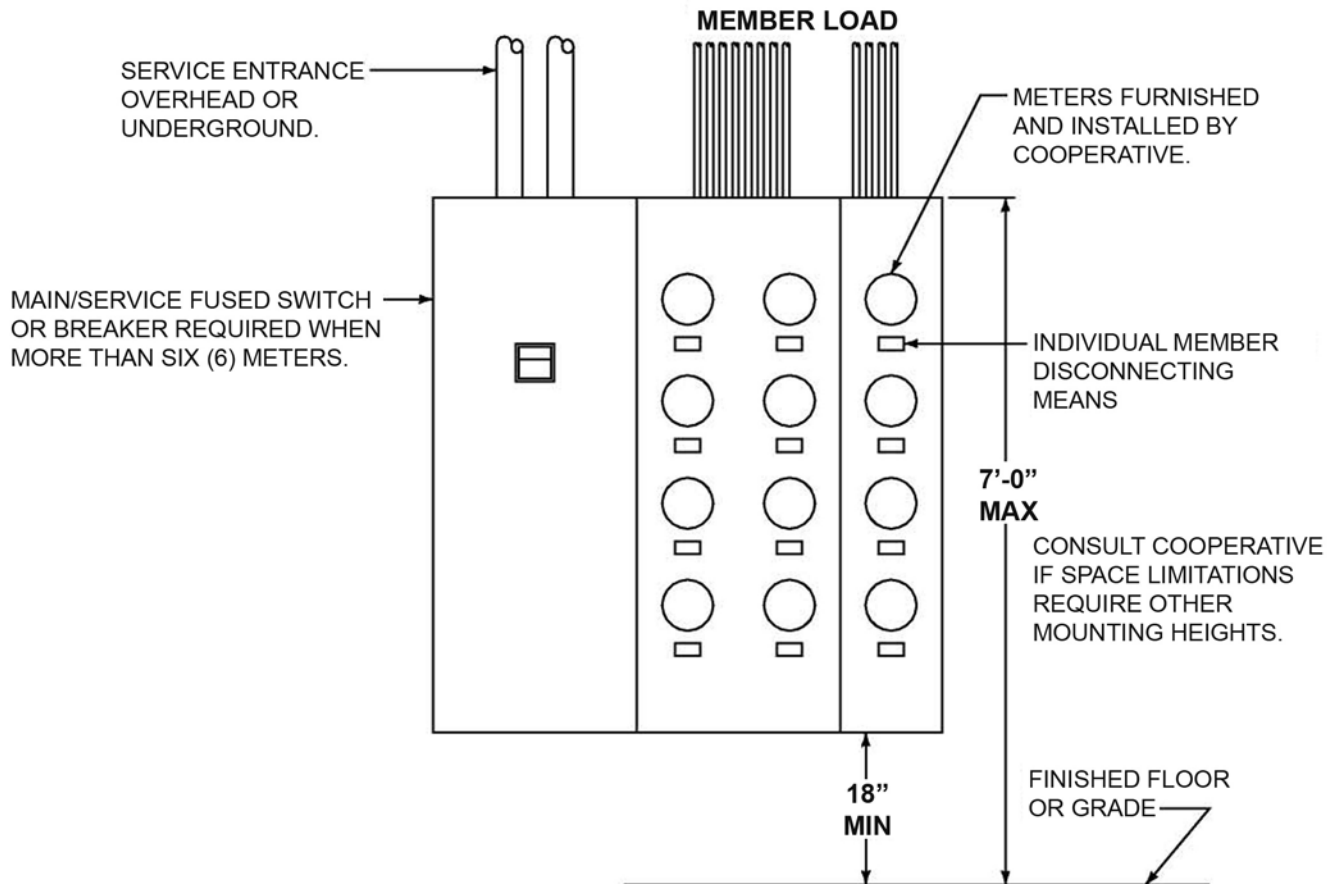 MEMBER LOAD
SERVICE ENTRANCE
OVERHEAD OR
UNDERGROUND.
METERS FURNISHED
AND INSTALLED BY
COOPERATIVE.
MAIN/SERVICE FUSED SWITCH
OR BREAKER REQUIRED WHEN
MORE THAN SIX (6) METERS.
INDIVIDUAL MEMBER
DISCONNECTING
MEANS
7’-0”
MAX
CONSULT COOPERATIVE
IF SPACE LIMITATIONS
REQUIRE OTHER
MOUNTING HEIGHTS.
18”
MIN
FINISHED FLOOR
OR GRADE